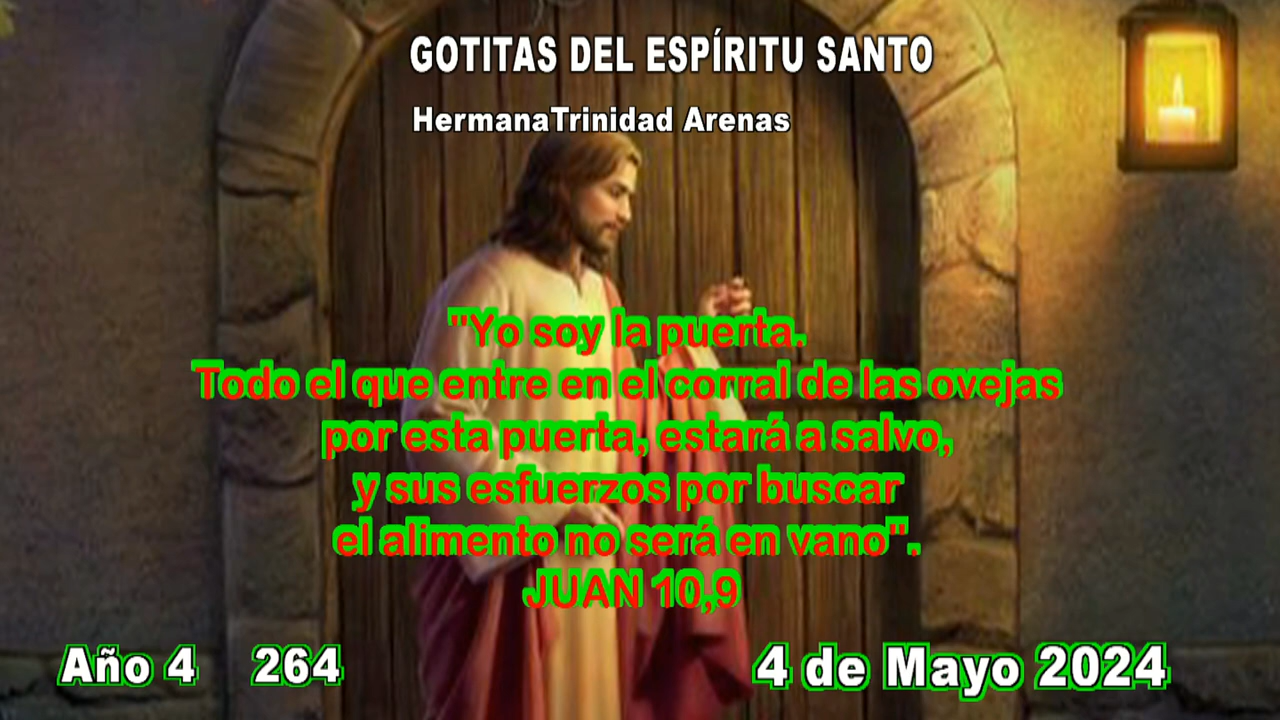 GOTITAS DEL ESPÍRITU SANTO
HermanaTrinidad Arenas
"Yo soy la puerta.
Todo el que entre en el corral de las ovejas
por esta puerta, estará a salvo,
y sus esfuerzos por buscar
el alimento no será en vano".
JUAN 10,9
Año 4 264
4 de Mayo 2024